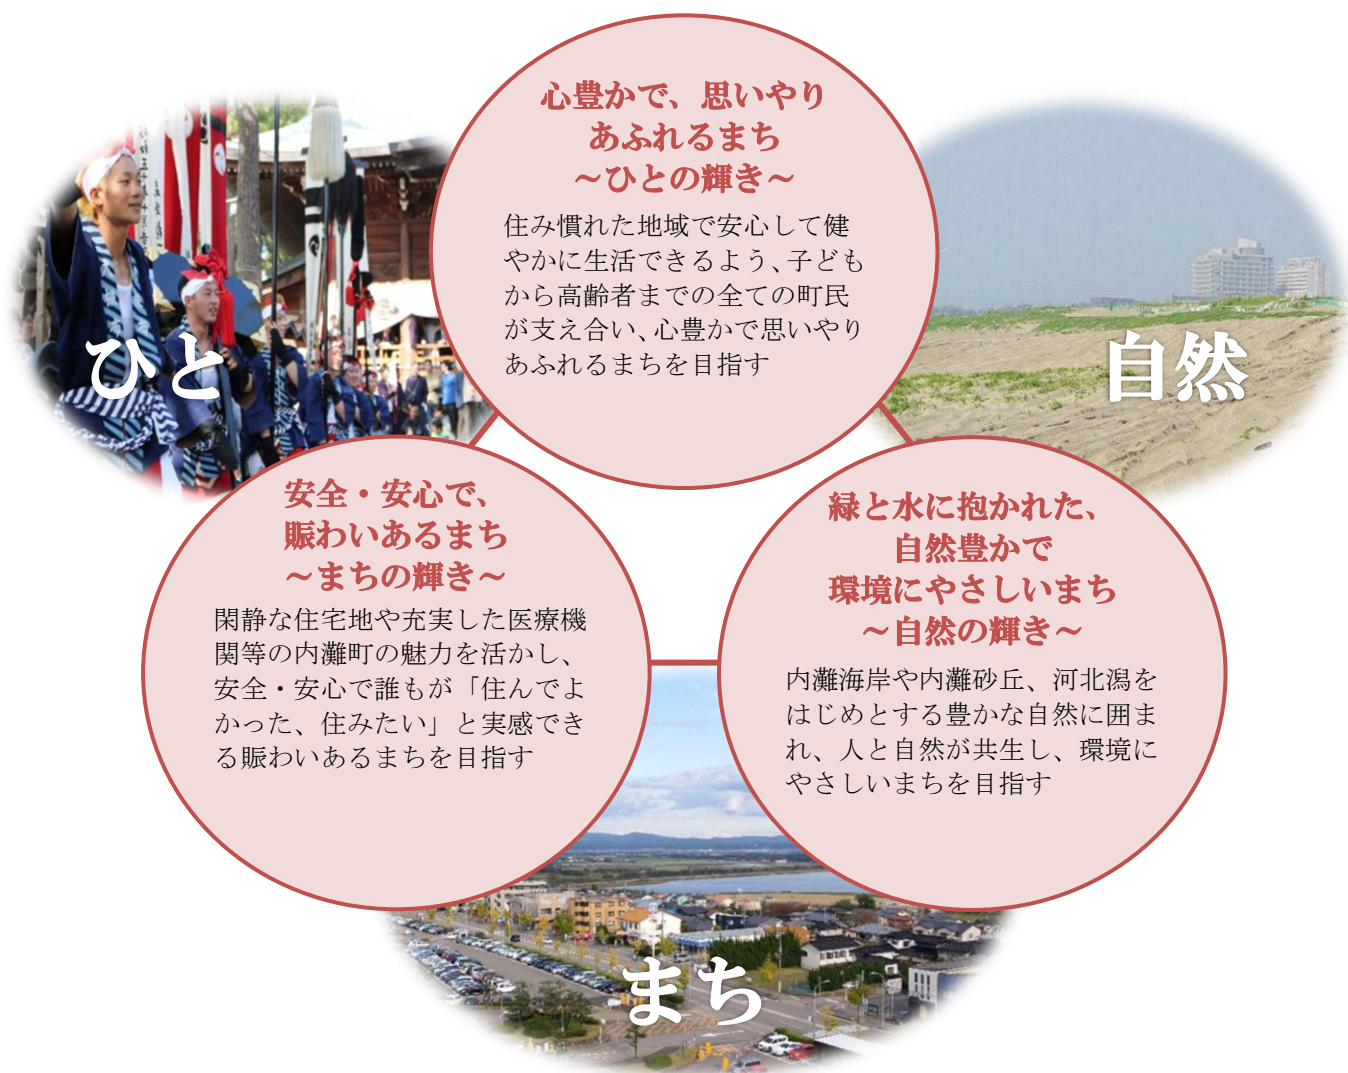 心豊かで、思いやり
あふれるまち
～ひとの輝き～
住み慣れた地域で安心して健
やかに生活できるよう、子ども
から高齢者までの全ての町民
が支え合い、心豊かで思いやり
あふれるまちを目指す
ひと
自然
安全・安心で、
賑わいあるまち
～まちの輝き～
閑静な住宅地や充実した医療機
関等の内灘町の魅力を活かし、
安全・安心で誰もが「住んでよ
かった、住みたい」と実感でき
る賑わいあるまちを目指す
緑と水に抱かれた、
自然豊かで
環境にやさしいまち
～自然の輝き～
内灘海岸や内灘砂丘、河北潟を
はじめとする豊かな自然に囲ま
れ、人と自然が共生し、環境に
やさしいまちを目指す
まち